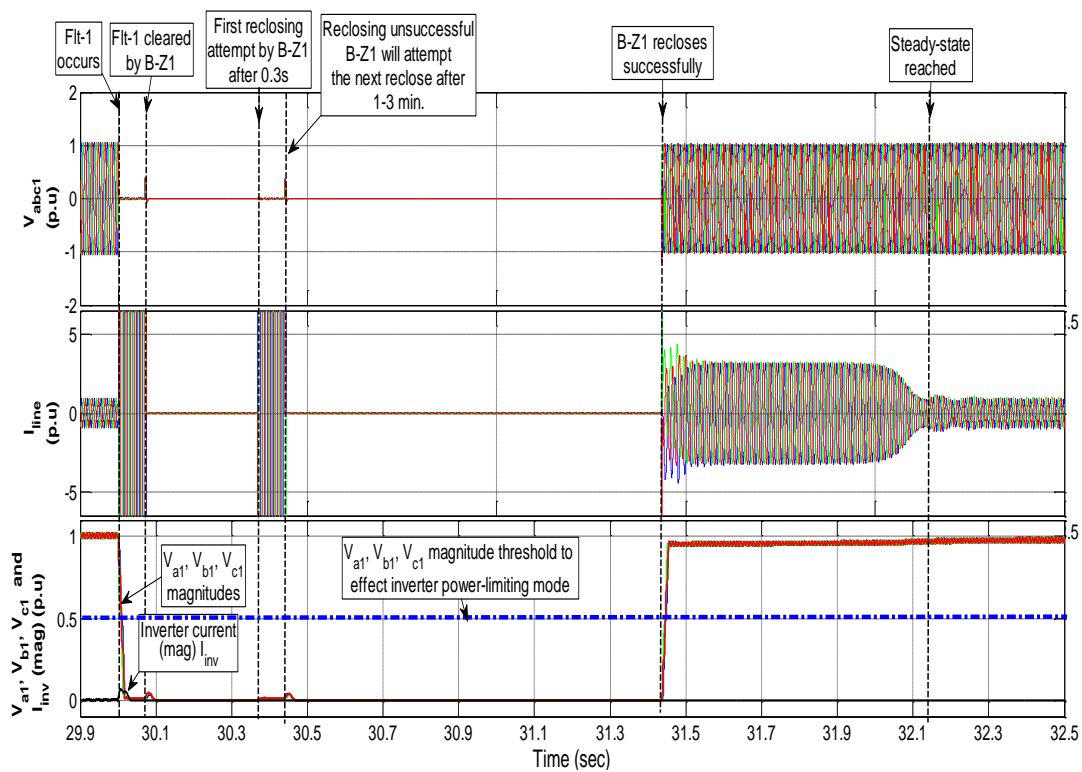 Flt-1
occurs
Flt-1 cleared
by B-Z1
First reclosing
attempt by B-Z1
after 0.3s
Reclosing unsuccessful
B-Z1 will attempt
the next reclose after
1-3 min.
B-Z1 recloses
successfully
Steady-state
reached
2
1
0
-1
-2
V abc1
(p.u)
5
0
-5
I line
(p.u)
.5
1
0.5
0
V a1, V b1, V c1 and
I inv (mag) (p.u)
.5
V a1, V b1, V c1
magnitudes
Inverter current
(mag) I inv
V a1, V b1, V c1 magnitude threshold to
effect inverter power-limiting mode
29.9 30.1 30.3 30.5 30.7 30.9 31.1 31.3 31.5 31.7 31.9 32.1 32.3 32.5
Time (sec)